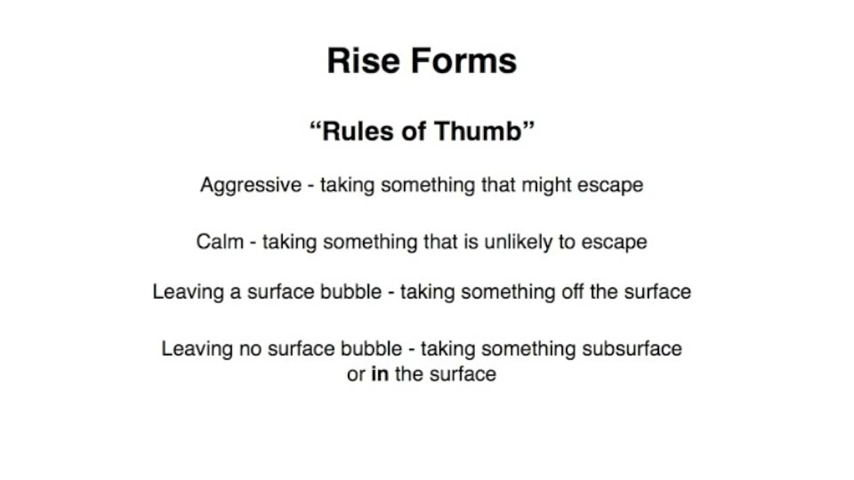 Rise Forms
“Rules of Thumb”
Aggressive - taking something that might escape
Calm - taking something that is unlikely to escape
Leaving a surface bubble - taking something off the surface
Leaving no surface bubble - taking something subsurface
or in the surface